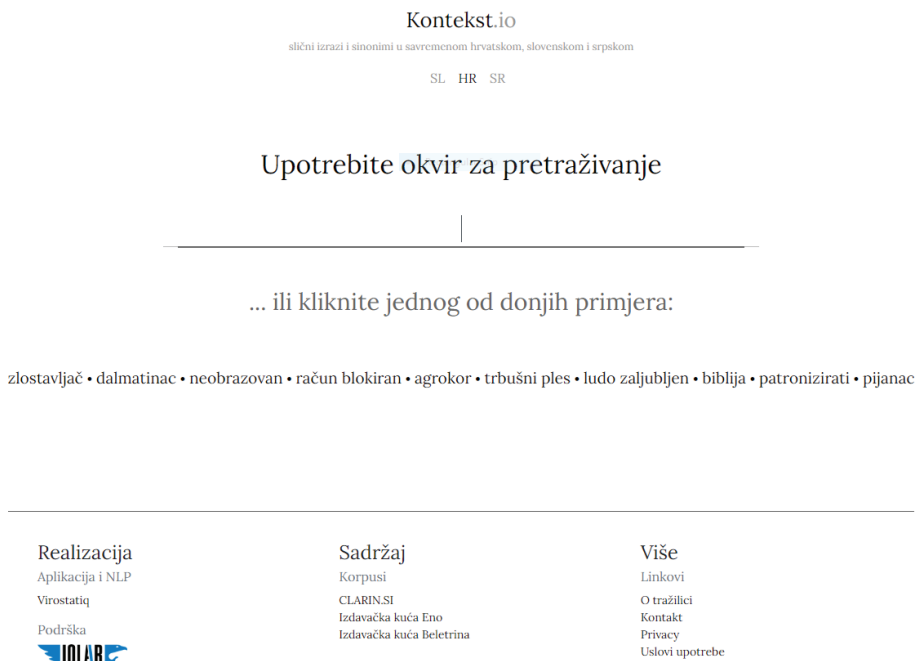 Kontekst.io
slični izrazi i sinonimi u savremenom hrvatskom, slovenskom i srpskom
SL HR SR
Upotrebite okvir za pretraživanje
... ili kliknite jednog od donjih primjera:
zlostavljač • dalmatinac • neobrazovan • račun blokiran • agrokor • trbušni ples • ludo zaljubljen • biblija • patronizirati • pijanac
Realizacija
Aplikacija i NLP
Virostatiq
Podrška
IOLAR
Sadržaj
Korpusi
CLARIN.SI
Izdavačka kuća Eno
Izdavačka kuća Beletrina
Više
Linkovi
O tražilici
Kontakt
Privacy
Uslovi upotrebe